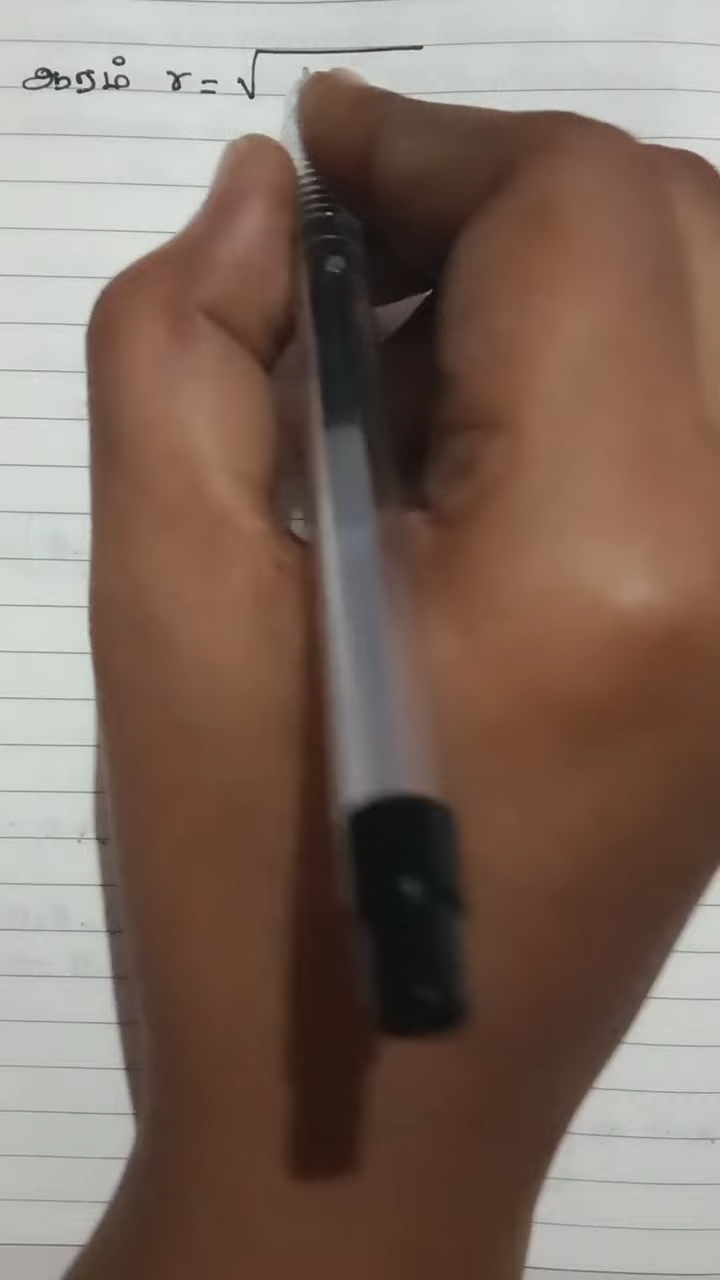 ஆரம் r = √